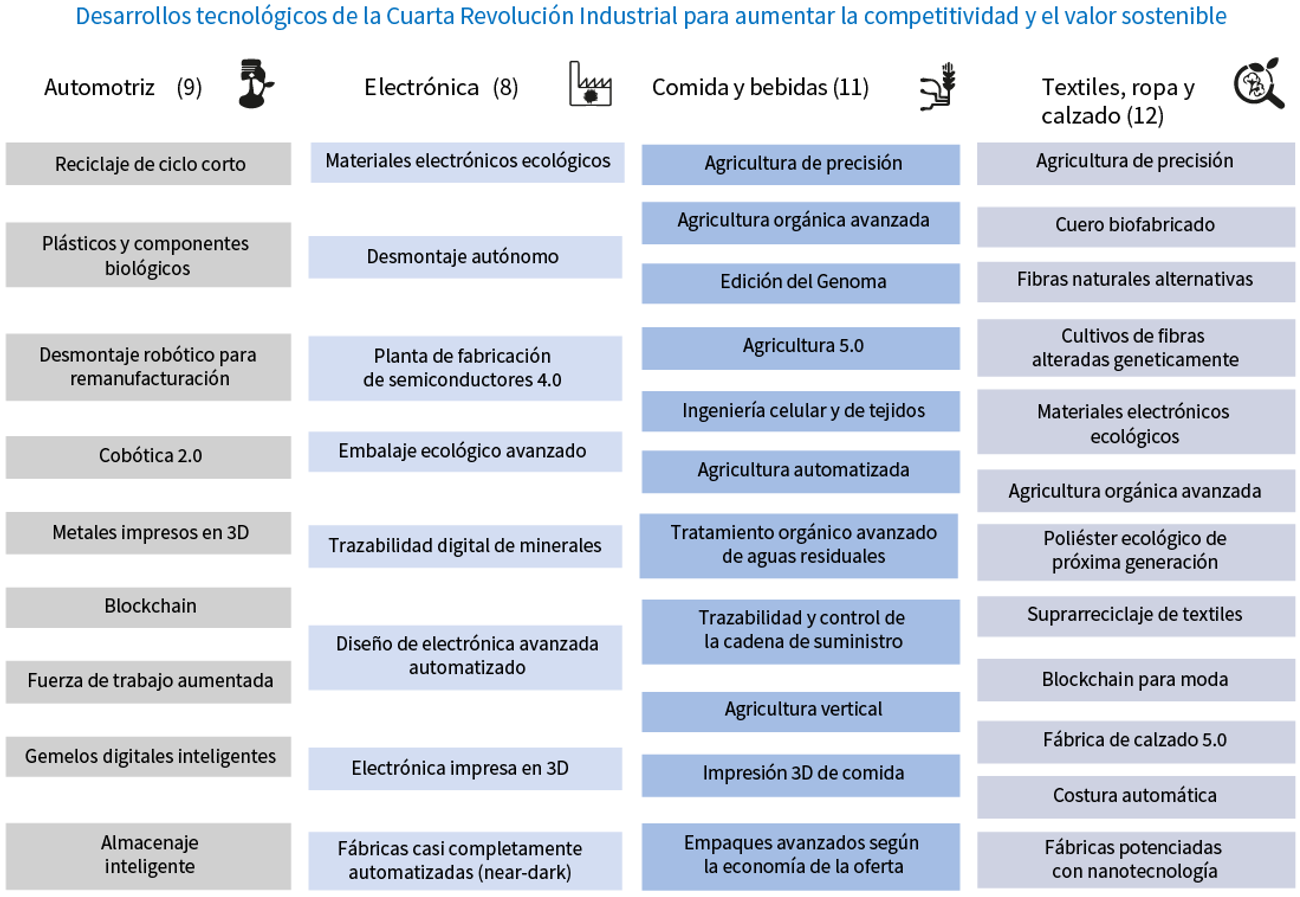 Desarrollos tecnológicos de la Cuarta Revolución Industrial para aumentar la competitividad y el valor sostenible
Automotriz (9)
Reciclaje de ciclo corto
Plásticos y componentes
biológicos
Desmontaje robótico para
remanufacturación
Cobótica 2.0
Metales impresos en 3D
Blockchain
Fuerza de trabajo aumentada
Gemelos digitales inteligentes
Almacenaje
inteligente
Electrónica (8)
Materiales electrónicos ecológicos
Desmontaje autónomo
Planta de fabricación
de semiconductores 4.0
Embalaje ecológico avanzado
Trazabilidad digital de minerales
Diseño de electrónica avanzada
automatizado
Electrónica impresa en 3D
Fábricas casi completamente
automatizadas (near-dark)
Comida y bebidas (11)
Agricultura de precisión
Agricultura orgánica avanzada
Edición del Genoma
Agricultura 5.0
Ingeniería celular y de tejidos
Agricultura automatizada
Tratamiento orgánico avanzado
de aguas residuales
Trazabilidad y control de
la cadena de suministro
Agricultura vertical
Impresión 3D de comida
Empaques avanzados según
la economía de la oferta
Textiles, ropa y
calzado (12)
Agricultura de precisión
Cuero biofabricado
Fibras naturales alternativas
Cultivos de fibras
alteradas geneticamente
Materiales electrónicos
ecológicos
Agricultura orgánica avanzada
Poliéster ecológico de
próxima generación
Suprarreciclaje de textiles
Blockchain para moda
Fábrica de calzado 5.0
Costura automática
Fábricas potenciadas
con nanotecnología